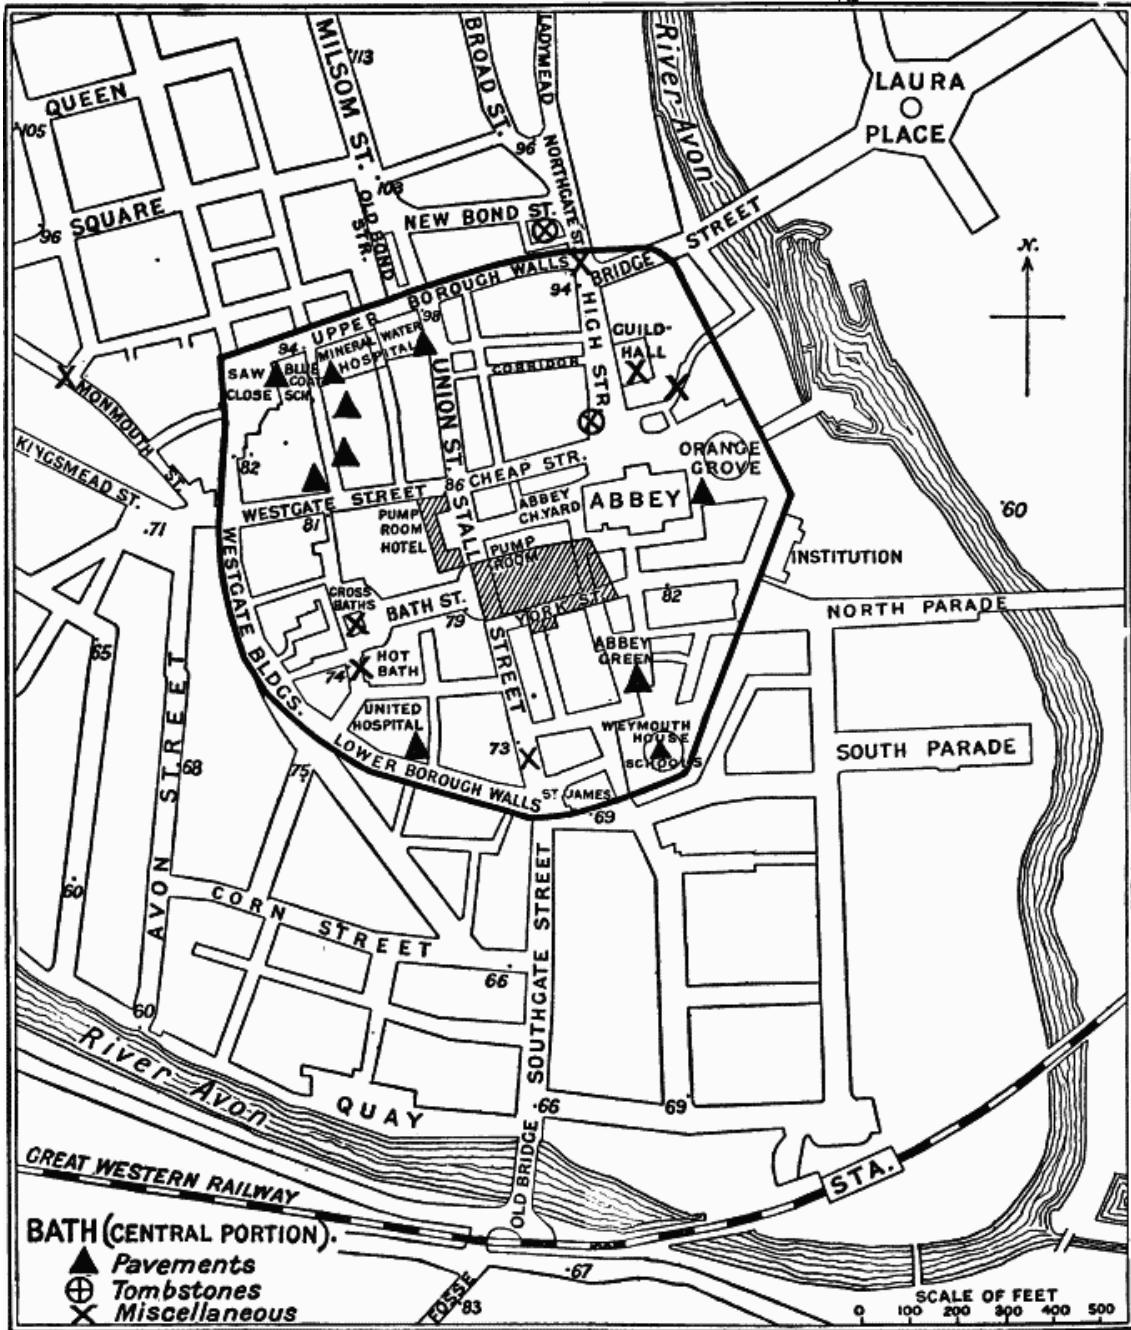 MILSOM ST.
113
BROAD ST.
LADYMEAD
River Avon
LAURA
PLACE
QUEEN
105
96
NORTHGATE ST.
103
OLD BOND
STR.
SQUARE
96
NEW BOND ST.
STREET
BRIDGE
N.
UPPER BOROUGH WALLS
94
HIGH STR.
98
94
MINERAL WATER
HOSPITAL
GUILD-
HALL
SAW
CLOSE
BLUE
COAT
SCH.
CORRIDOR
UNION ST.
MONMOUTH ST.
KINGSMEAD ST.
82
ORANGE
GROVE
CHEAP STR.
86
WESTGATE STREET
ABBEY
ABBEY
CH.YARD
STALL
STREET
60
71
81
PUMP
ROOM
HOTEL
PUMP
ROOM
INSTITUTION
WESTGATE BLDGS.
CROSS
BATHS
BATH ST.
79
YORK ST.
82
NORTH PARADE
65
ABBEY
GREEN
74
HOT
BATH
UNITED
HOSPITAL
WEYMOUTH
HOUSE
SCHOOLS
73
SOUTH PARADE
AVON STREET
68
75
LOWER BOROUGH WALLS
ST. JAMES
69
60
CORN STREET
SOUTHGATE STREET
66
60
River Avon
QUAY
66
69
OLD BRIDGE
STA.
GREAT WESTERN RAILWAY
BATH (CENTRAL PORTION).
Pavements
Tombstones
Miscellaneous
FOSSE
67
83
SCALE OF FEET
0 100 200 300 400 500